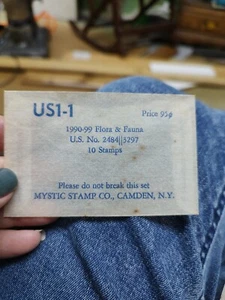 US1-1 Price 95¢
1990-99 Flora & Fauna
U.S. No. 2484||3297
10 Stamps
Please do not break this set
MYSTIC STAMP CO., CAMDEN, N.Y.